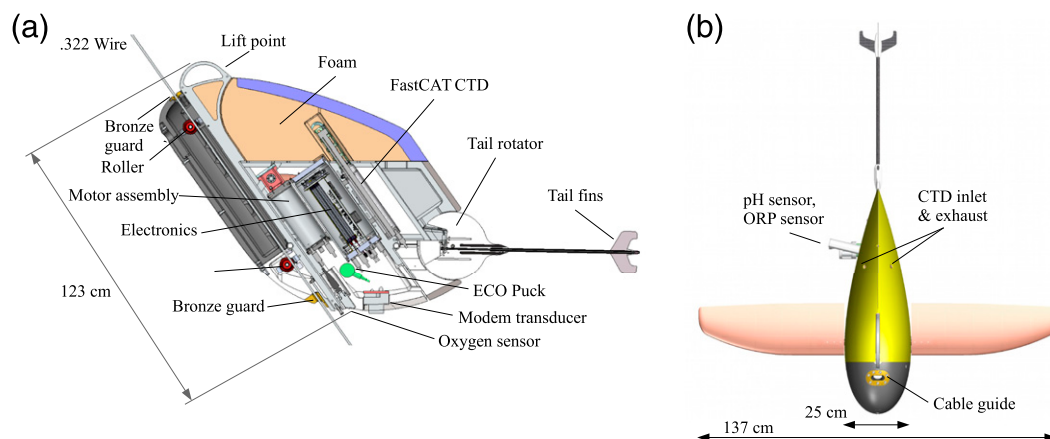 (a)
.322 Wire
Lift point
Foam
FastCAT CTD
Bronze
guard
Roller
Tail rotator
Motor assembly
Tail fins
Electronics
123 cm
ECO Puck
Bronze guard
Modem transducer
Oxygen sensor
(b)
pH sensor,
ORP sensor
CTD inlet
& exhaust
Cable guide
25 cm
137 cm